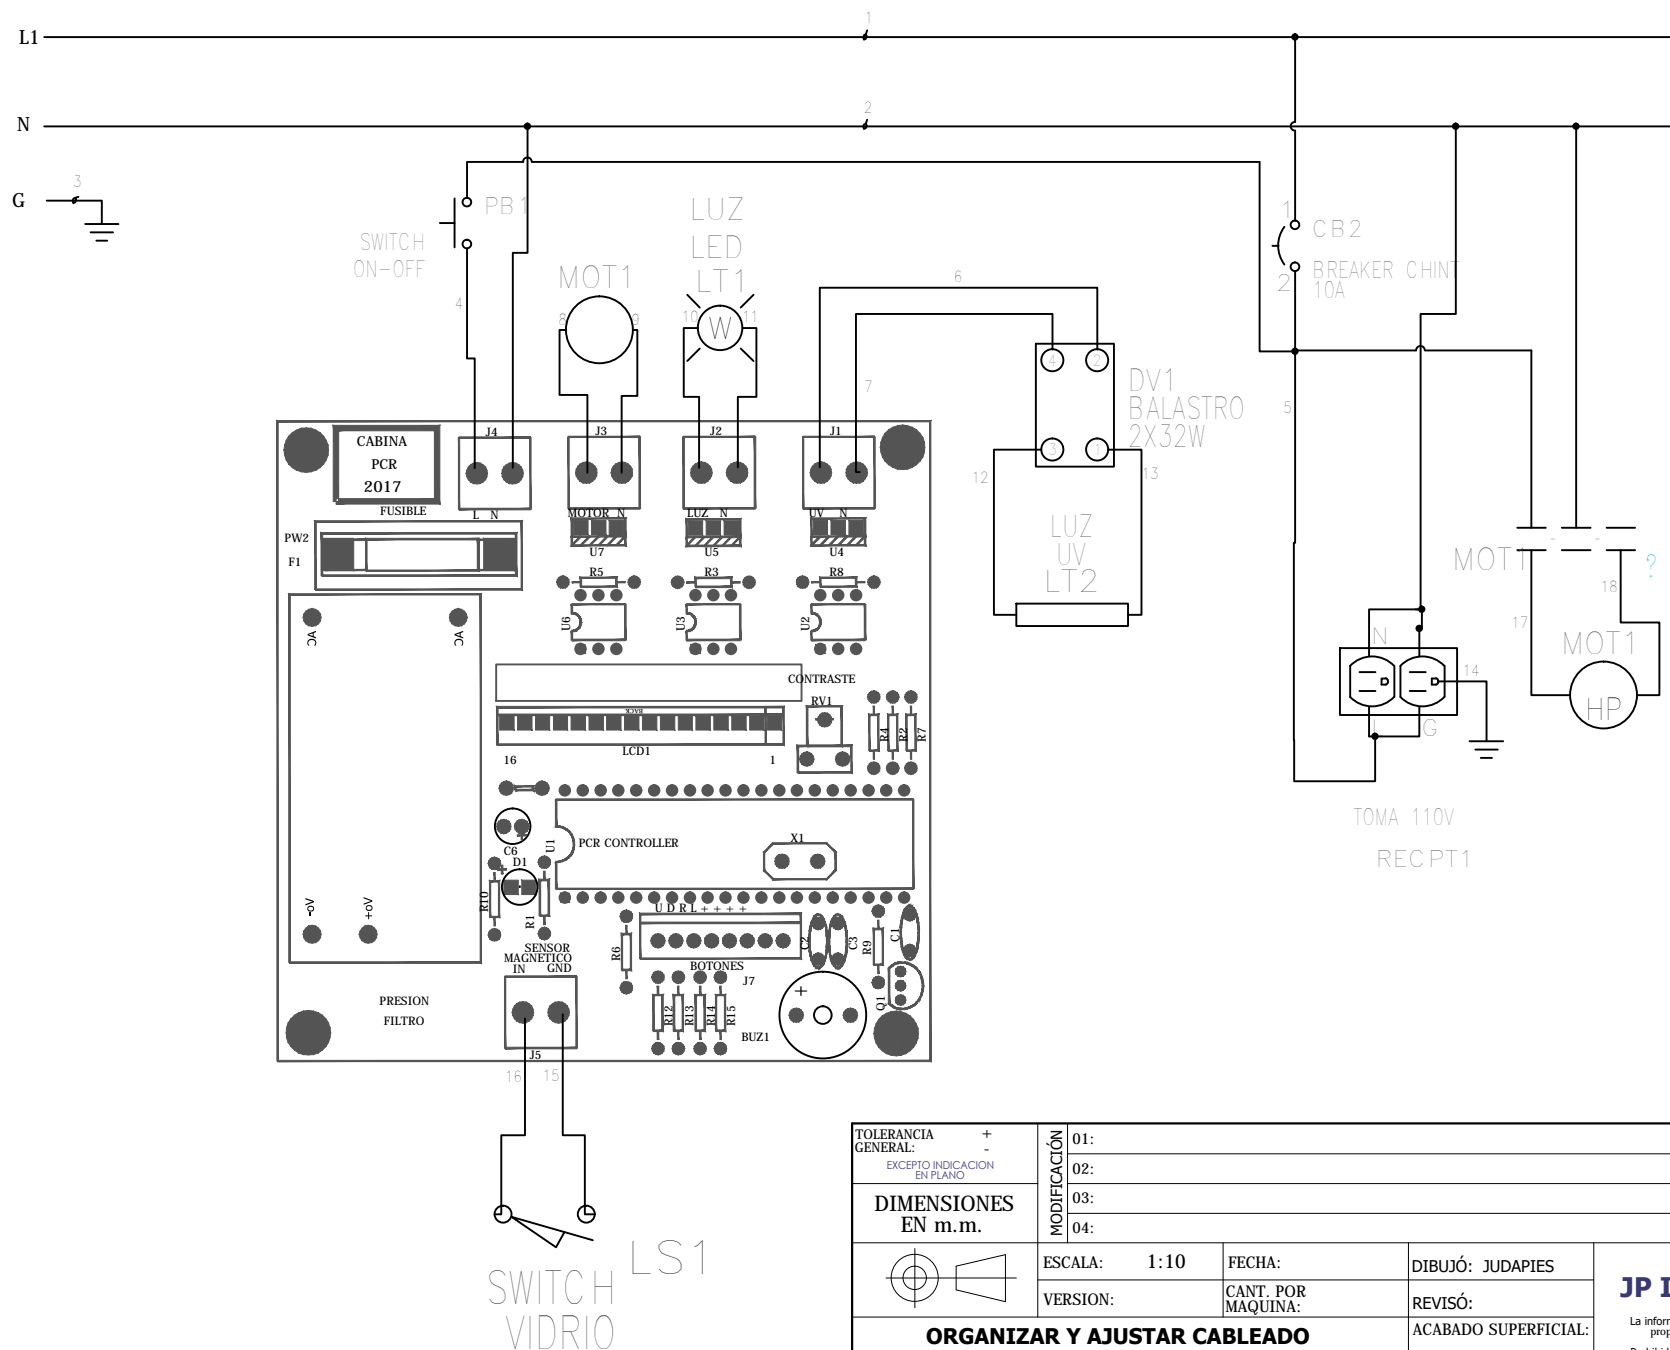 1
L1
2
N
3
G
PB1
SWITCH
ON-OFF
4
MOT1
8
9
LUZ
LED
LT1
10
W
11
6
7
1
CB2
2
BREAKER CHINT
10A
4
2
3
1
DV1
BALASTRO
2X32W
5
12
13
LUZ
UV
LT2
MOT1
?
18
17
MOT1
HP
N
14
G
TOMA 110V
RECPT1
CABINA
PCR
2017
J4
J3
J2
J1
FUSIBLE
L N
MOTOR N
LUZ N
UV N
PW2
F1
U7
U5
U4
R5
R3
R8
U6
U3
U2
AC
AC
CONTRASTE
RV1
BACK
LCD1
16
1
R4
R2
R7
C6
D1
U1
PCR CONTROLLER
X1
R10
R1
-oV
+oV
U D R L + + + +
SENSOR
MAGNETICO
IN GND
R6
BOTONES
J7
C2
C3
R9
C1
Q1
PRESION
FILTRO
R12
R13
R14
R15
+
BUZ1
J5
16
15
LS1
SWITCH
VIDRIO
TOLERANCIA +
GENERAL: -
EXCEPTO INDICACION
EN PLANO
DIMENSIONES
EN m.m.
MODIFICACIÓN
01:
02:
03:
04:
ESCALA: 1:10
FECHA:
DIBUJÓ: JUDAPIES
VERSION:
CANT. POR
MAQUINA:
REVISÓ:
ORGANIZAR Y AJUSTAR CABLEADO
ACABADO SUPERFICIAL:
JP I
La infor
prop